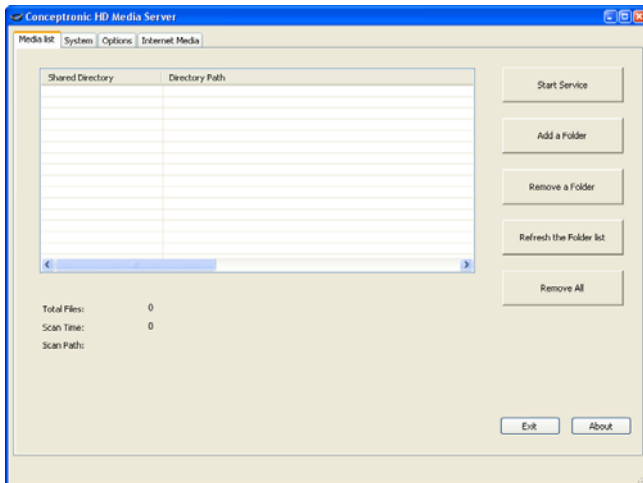 Conceptronic HD Media Server
Media list System Options Internet Media
Shared Directory Directory Path
Start Service
Add a Folder
Remove a Folder
Refresh the Folder list
Remove All
Total Files: 0
Scan Time: 0
Scan Path:
Exit About